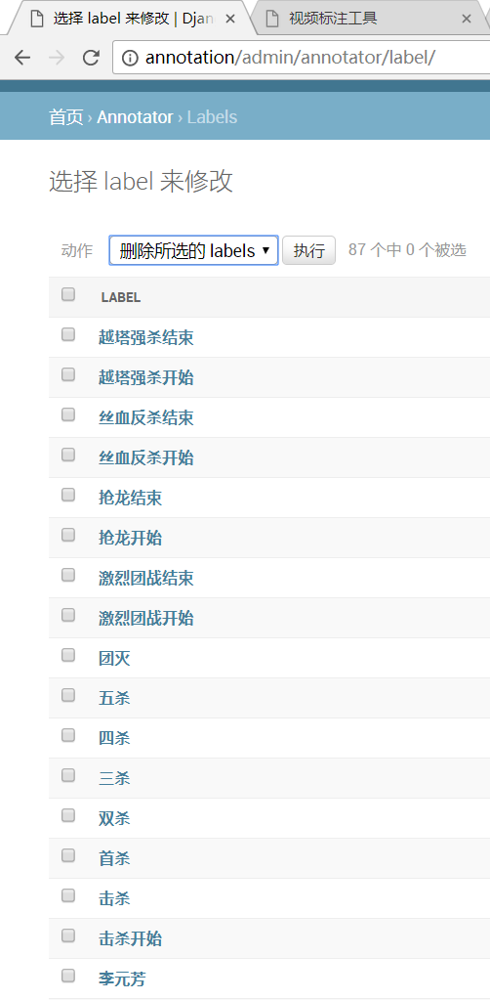 选择 label 来修改 | Djan
视频标注工具
annotation/admin/annotator/label/
首页 › Annotator › Labels
选择 label 来修改
动作 删除所选的 labels 执行 87 个中 0 个被选
LABEL
越塔强杀结束
越塔强杀开始
丝血反杀结束
丝血反杀开始
抢龙结束
抢龙开始
激烈团战结束
激烈团战开始
团灭
五杀
四杀
三杀
双杀
首杀
击杀
击杀开始
李元芳